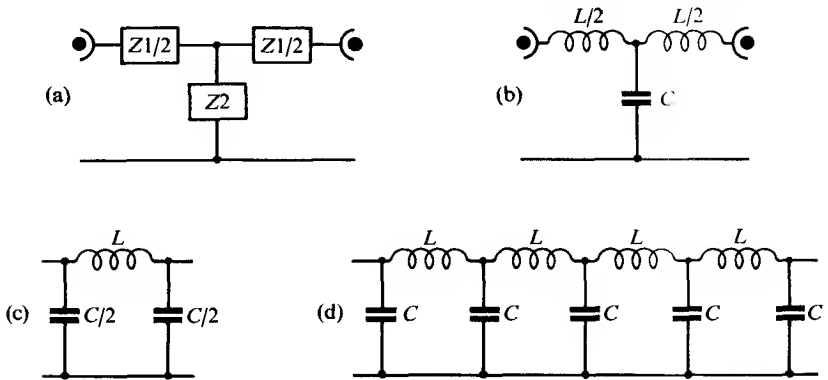 Z1/2 Z1/2
Z2
(a)
L/2 L/2
C
(b)
L
C/2 C/2
(c)
L L L L
C C C C C
(d)